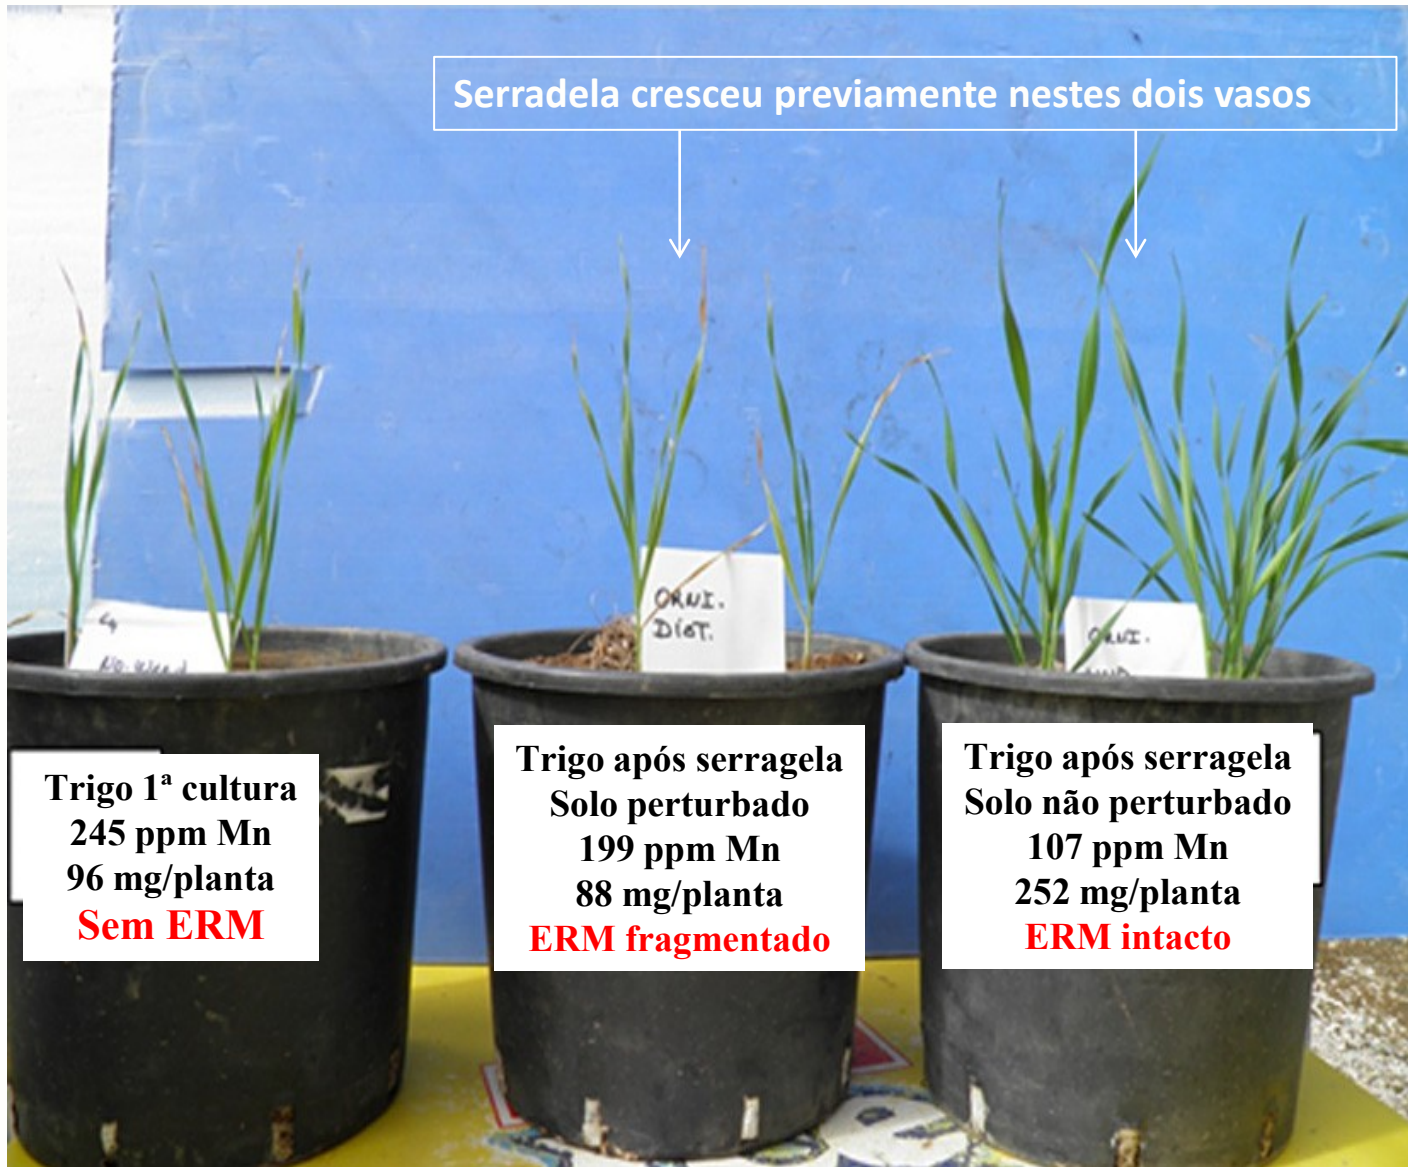 Serradela cresceu previamente nestes dois vasos
ORNI.
DIST.
ORNI.
Trigo 1ª cultura
245 ppm Mn
96 mg/planta
Sem ERM
Trigo após serragela
Solo perturbado
199 ppm Mn
88 mg/planta
ERM fragmentado
Trigo após serragela
Solo não perturbado
107 ppm Mn
252 mg/planta
ERM intacto